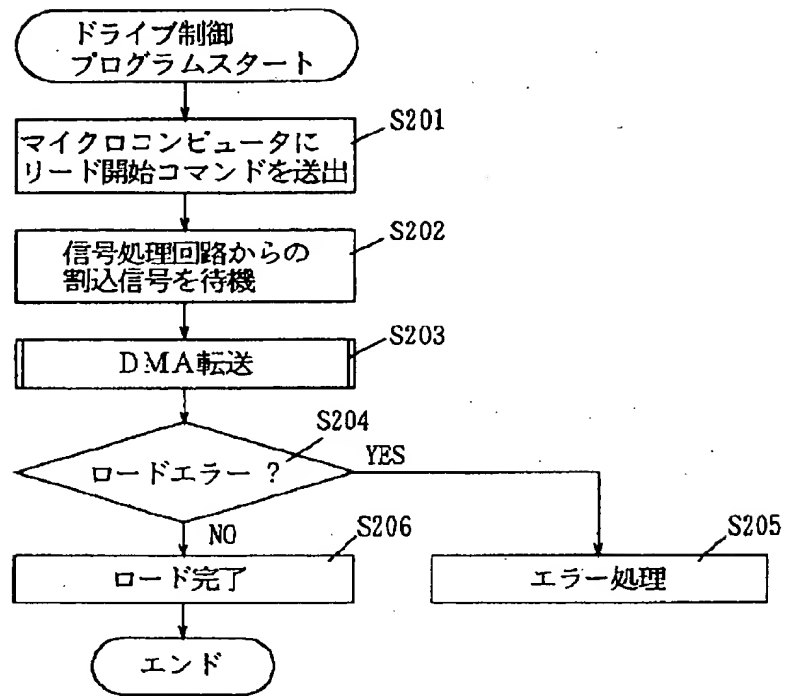 ドライブ制御
プログラムスタート
S201
マイクロコンピュータに
リード開始コマンドを送出
S202
信号処理回路からの
割込信号を待機
S203
DMA転送
S204
ロードエラー ?
YES
NO
S206
S205
ロード完了
エラー処理
エンド